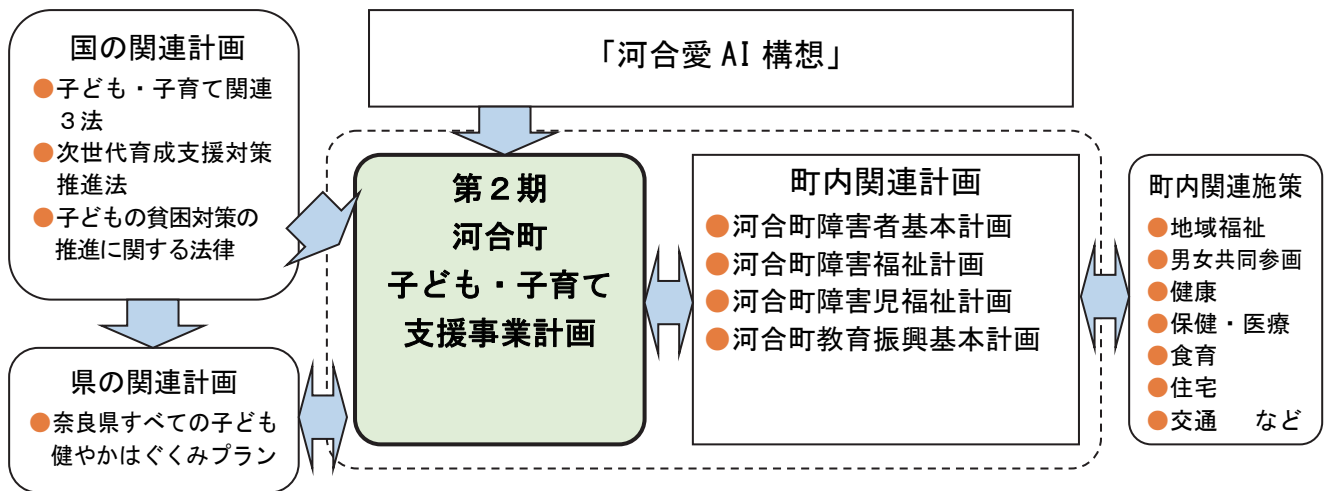 国の関連計画
●子ども・子育て関連
３法
●次世代育成支援対策
推進法
●子どもの貧困対策の
推進に関する法律
県の関連計画
●奈良県すべての子ども
健やかはぐくみプラン
「河合愛 AI 構想」
第２期
河合町
子ども・子育て
支援事業計画
町内関連計画
●河合町障害者基本計画
●河合町障害福祉計画
●河合町障害児福祉計画
●河合町教育振興基本計画
町内関連施策
●地域福祉
●男女共同参画
●健康
●保健・医療
●食育
●住宅
●交通　など